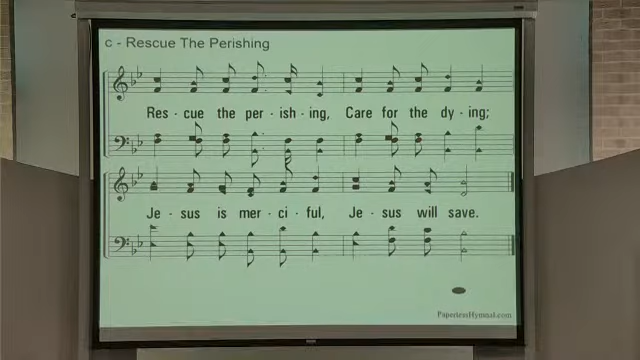 c - Rescue The Perishing
Res - cue the per - ish - ing, Care for the dy - ing;
Je - sus is mer - ci - ful, Je - sus will save.
PaperlessHymnal.com